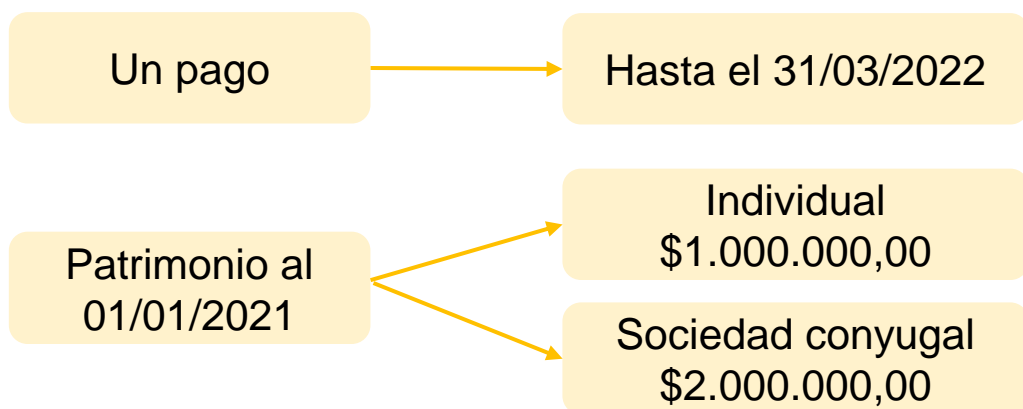 Un pago
Hasta el 31/03/2022
Patrimonio al
01/01/2021
Individual
$1.000.000,00
Sociedad conyugal
$2.000.000,00